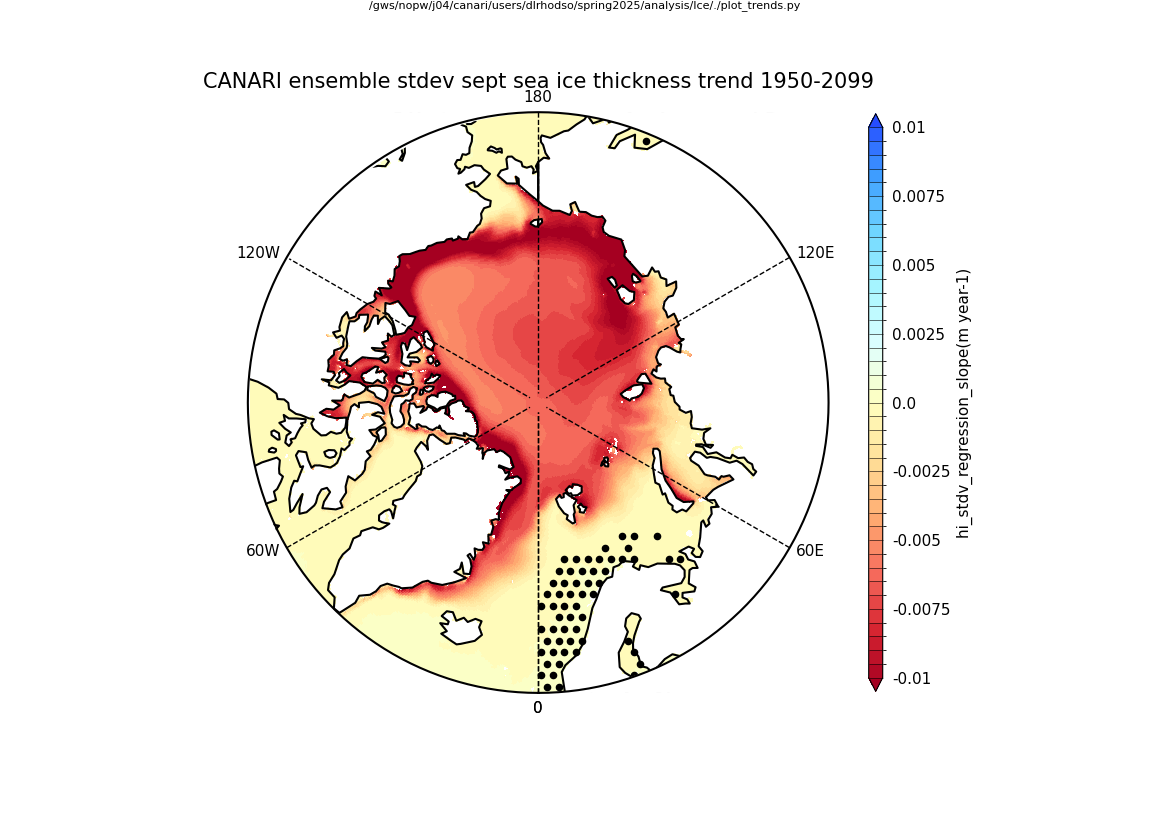 /gws/nopw/j04/canari/users/dlrhodso/spring2025/analysis/Ice/./plot_trends.py
CANARI ensemble stdev sept sea ice thickness trend 1950-2099
180
120W
120E
60W
60E
0
0.01
0.0075
0.005
0.0025
0.0
-0.0025
-0.005
-0.0075
-0.01
hi_stdv_regression_slope(m year-1)